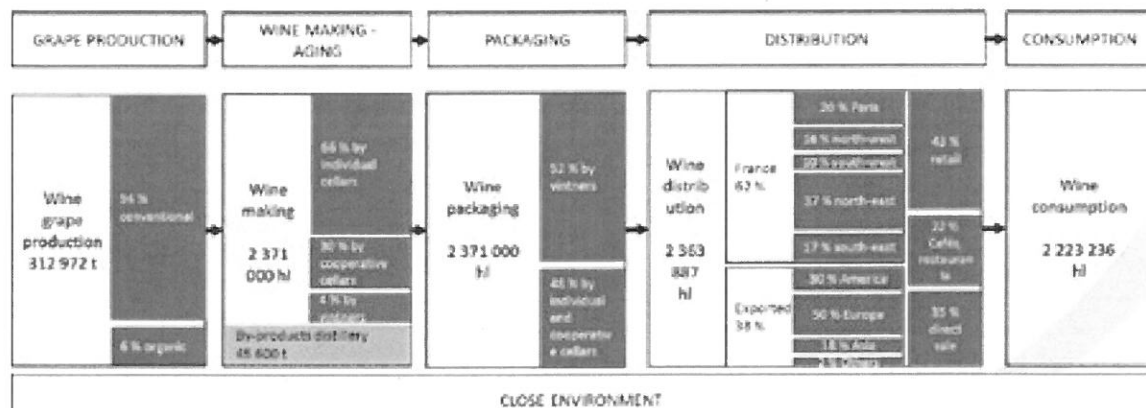 GRAPE PRODUCTION
WINE MAKING -
AGING
PACKAGING
DISTRIBUTION
CONSUMPTION
Wine
grape
production
312 972 t
94 %
conventional
6 % organic
Wine
making
2 371
000 hl
66 % by
individual
cellars
30 % by
cooperative
cellars
4 % by
vintners
By-products distillery
45 600 t
Wine
packaging
2 371 000
hl
52 % by
vintners
48 % by
individual
and
cooperativ
e cellars
Wine
distrib
ution
2 363
887
hl
France
62 %
Exported
38 %
20 % Paris
16 % north-west
10 % south-west
37 % north-east
17 % south-east
30 % America
50 % Europe
18 % Asia
43 %
retail
22 %
Cafés,
restauran
ts
35 %
direct
sale
Wine
consumption
2 223 236
hl
CLOSE ENVIRONMENT